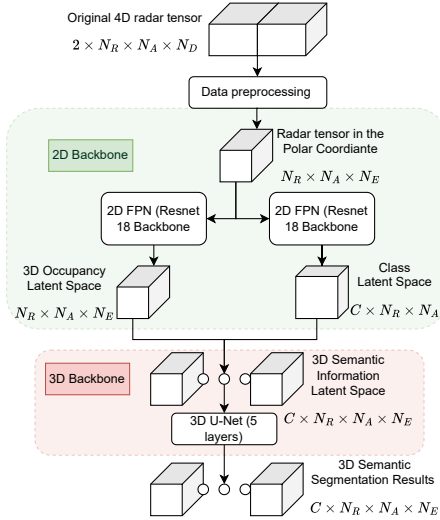 Original 4D radar tensor
2 × N_R × N_A × N_D
Data preprocessing
2D Backbone
Radar tensor in the
Polar Coordiante
N_R × N_A × N_E
2D FPN (Resnet
18 Backbone
2D FPN (Resnet
18 Backbone
3D Occupancy
Latent Space
N_R × N_A × N_E
Class
Latent Space
C × N_R × N_A
3D Backbone
3D Semantic
Information
Latent Space
C × N_R × N_A × N_E
3D U-Net (5
layers)
3D Semantic
Segmentation Results
C × N_R × N_A × N_E